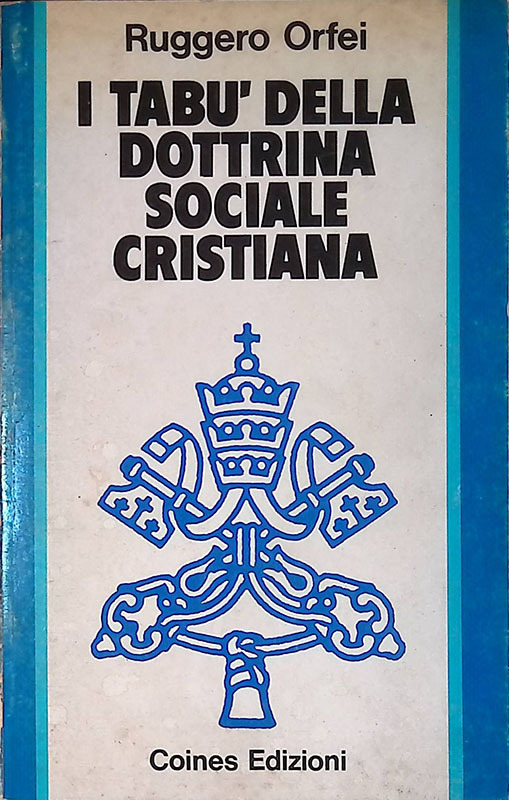 Ruggero Orfei
I TABU' DELLA
DOTTRINA
SOCIALE
CRISTIANA
Coines Edizioni